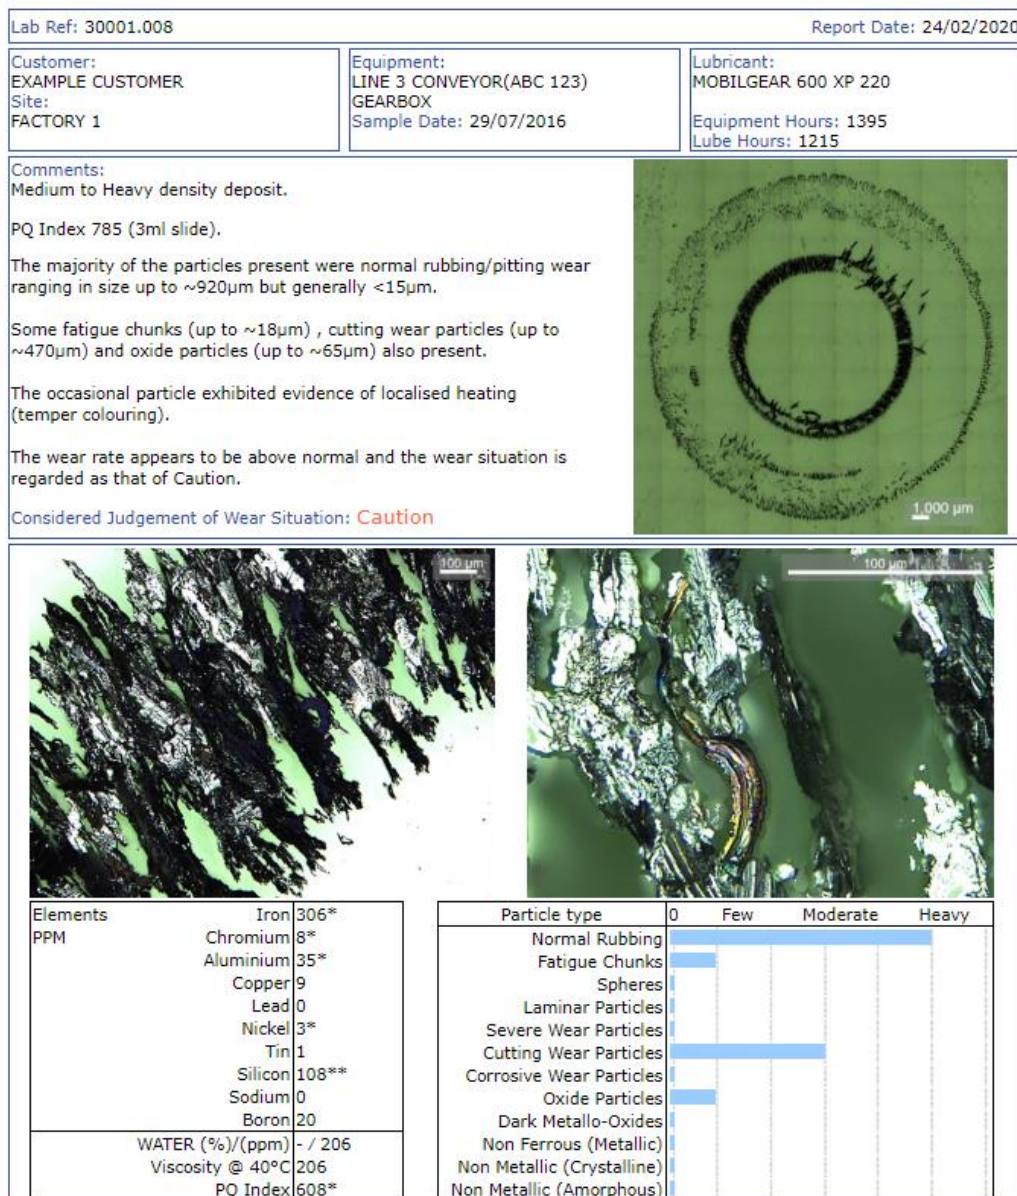 Lab Ref: 30001.008
Report Date: 24/02/2020
Customer:
EXAMPLE CUSTOMER
Site:
FACTORY 1
Equipment:
LINE 3 CONVEYOR(ABC 123)
GEARBOX
Sample Date: 29/07/2016
Lubricant:
MOBILGEAR 600 XP 220
Equipment Hours: 1395
Lube Hours: 1215
Comments:
Medium to Heavy density deposit.
PQ Index 785 (3ml slide).
The majority of the particles present were normal rubbing/pitting wear
ranging in size up to ~920µm but generally <15µm.
Some fatigue chunks (up to ~18µm) , cutting wear particles (up to
~470µm) and oxide particles (up to ~65µm) also present.
The occasional particle exhibited evidence of localised heating
(temper colouring).
The wear rate appears to be above normal and the wear situation is
regarded as that of Caution.
Considered Judgement of Wear Situation: Caution
1,000 µm
100 µm
100 µm
Elements Iron 306*
PPM Chromium 8*
Aluminium 35*
Copper 9
Lead 0
Nickel 3*
Tin 1
Silicon 108**
Sodium 0
Boron 20
WATER (%)/(ppm) - / 206
Viscosity @ 40ºC 206
PQ Index 608*
Particle type 0 Few Moderate Heavy
Normal Rubbing
Fatigue Chunks
Spheres
Laminar Particles
Severe Wear Particles
Cutting Wear Particles
Corrosive Wear Particles
Oxide Particles
Dark Metallo-Oxides
Non Ferrous (Metallic)
Non Metallic (Crystalline)
Non Metallic (Amorphous)